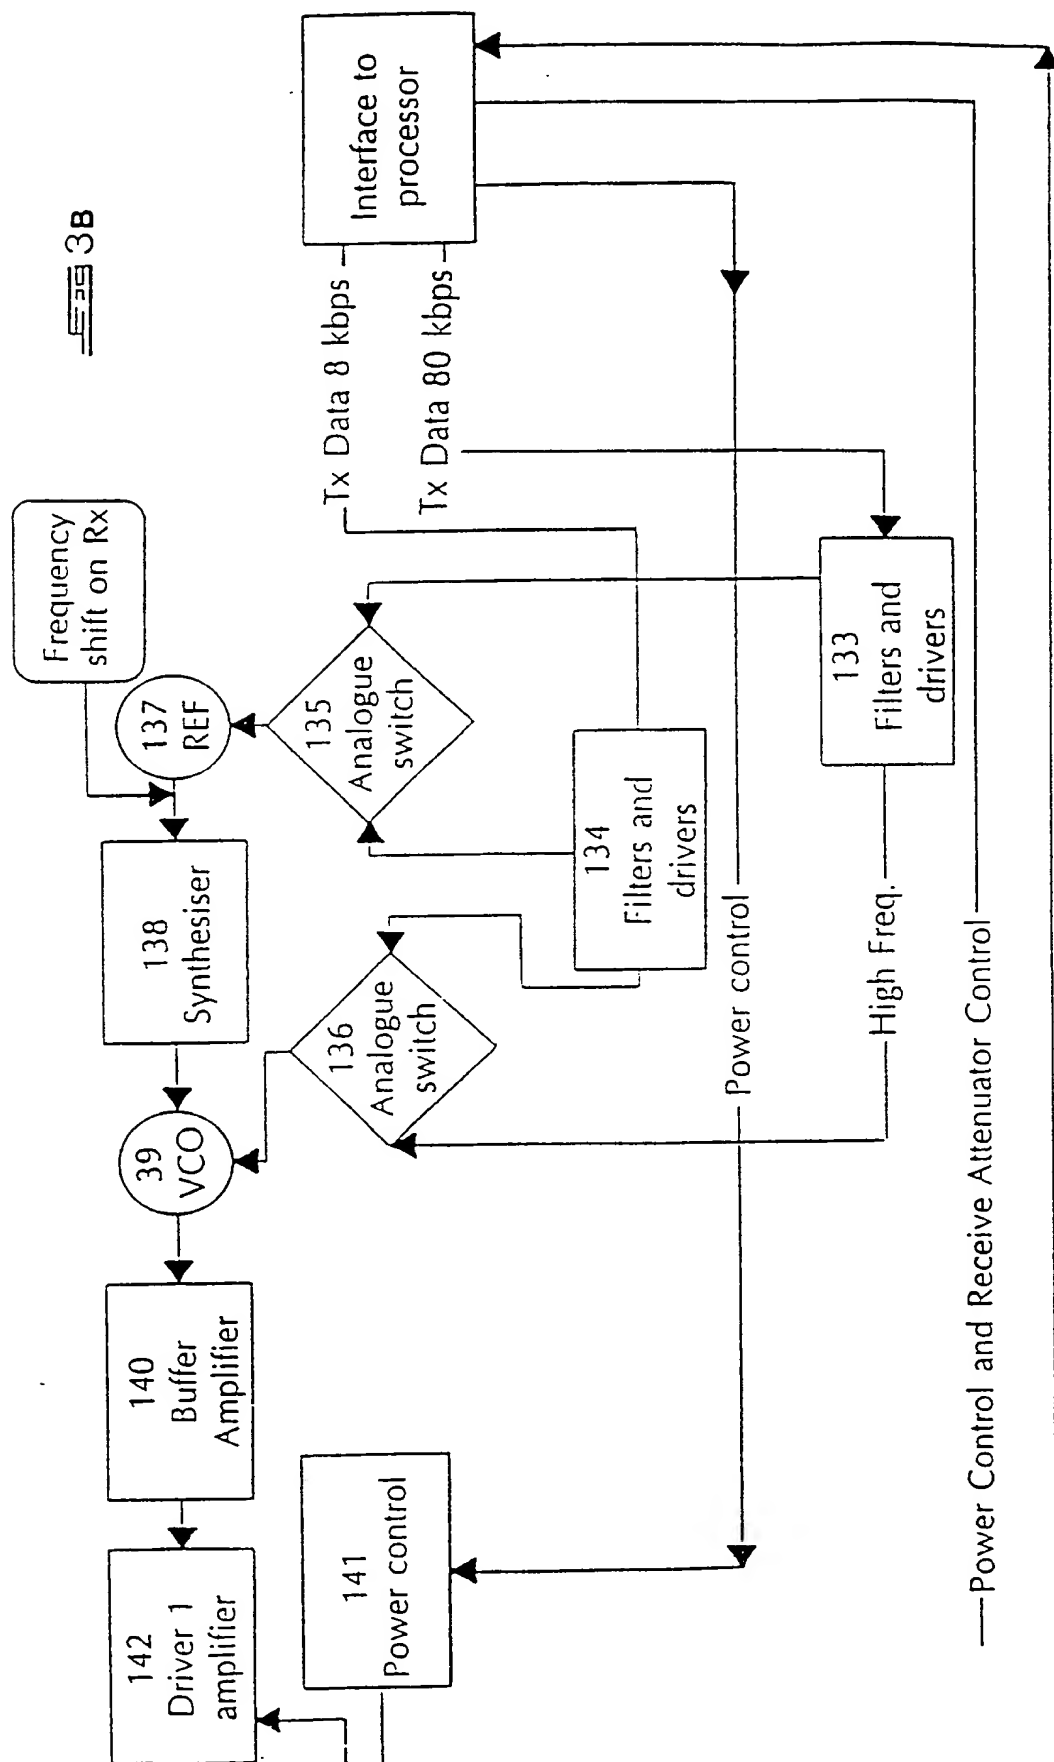 Fig 3B
Frequency
shift on Rx
Interface to
processor
Tx Data 8 kbps
Tx Data 80 kbps
137
REF
138
Synthesiser
39
VCO
140
Buffer
Amplifier
142
Driver 1
amplifier
135
Analogue
switch
136
Analogue
switch
134
Filters and
drivers
133
Filters and
drivers
141
Power control
Power control
High Freq.
Power Control and Receive Attenuator Control